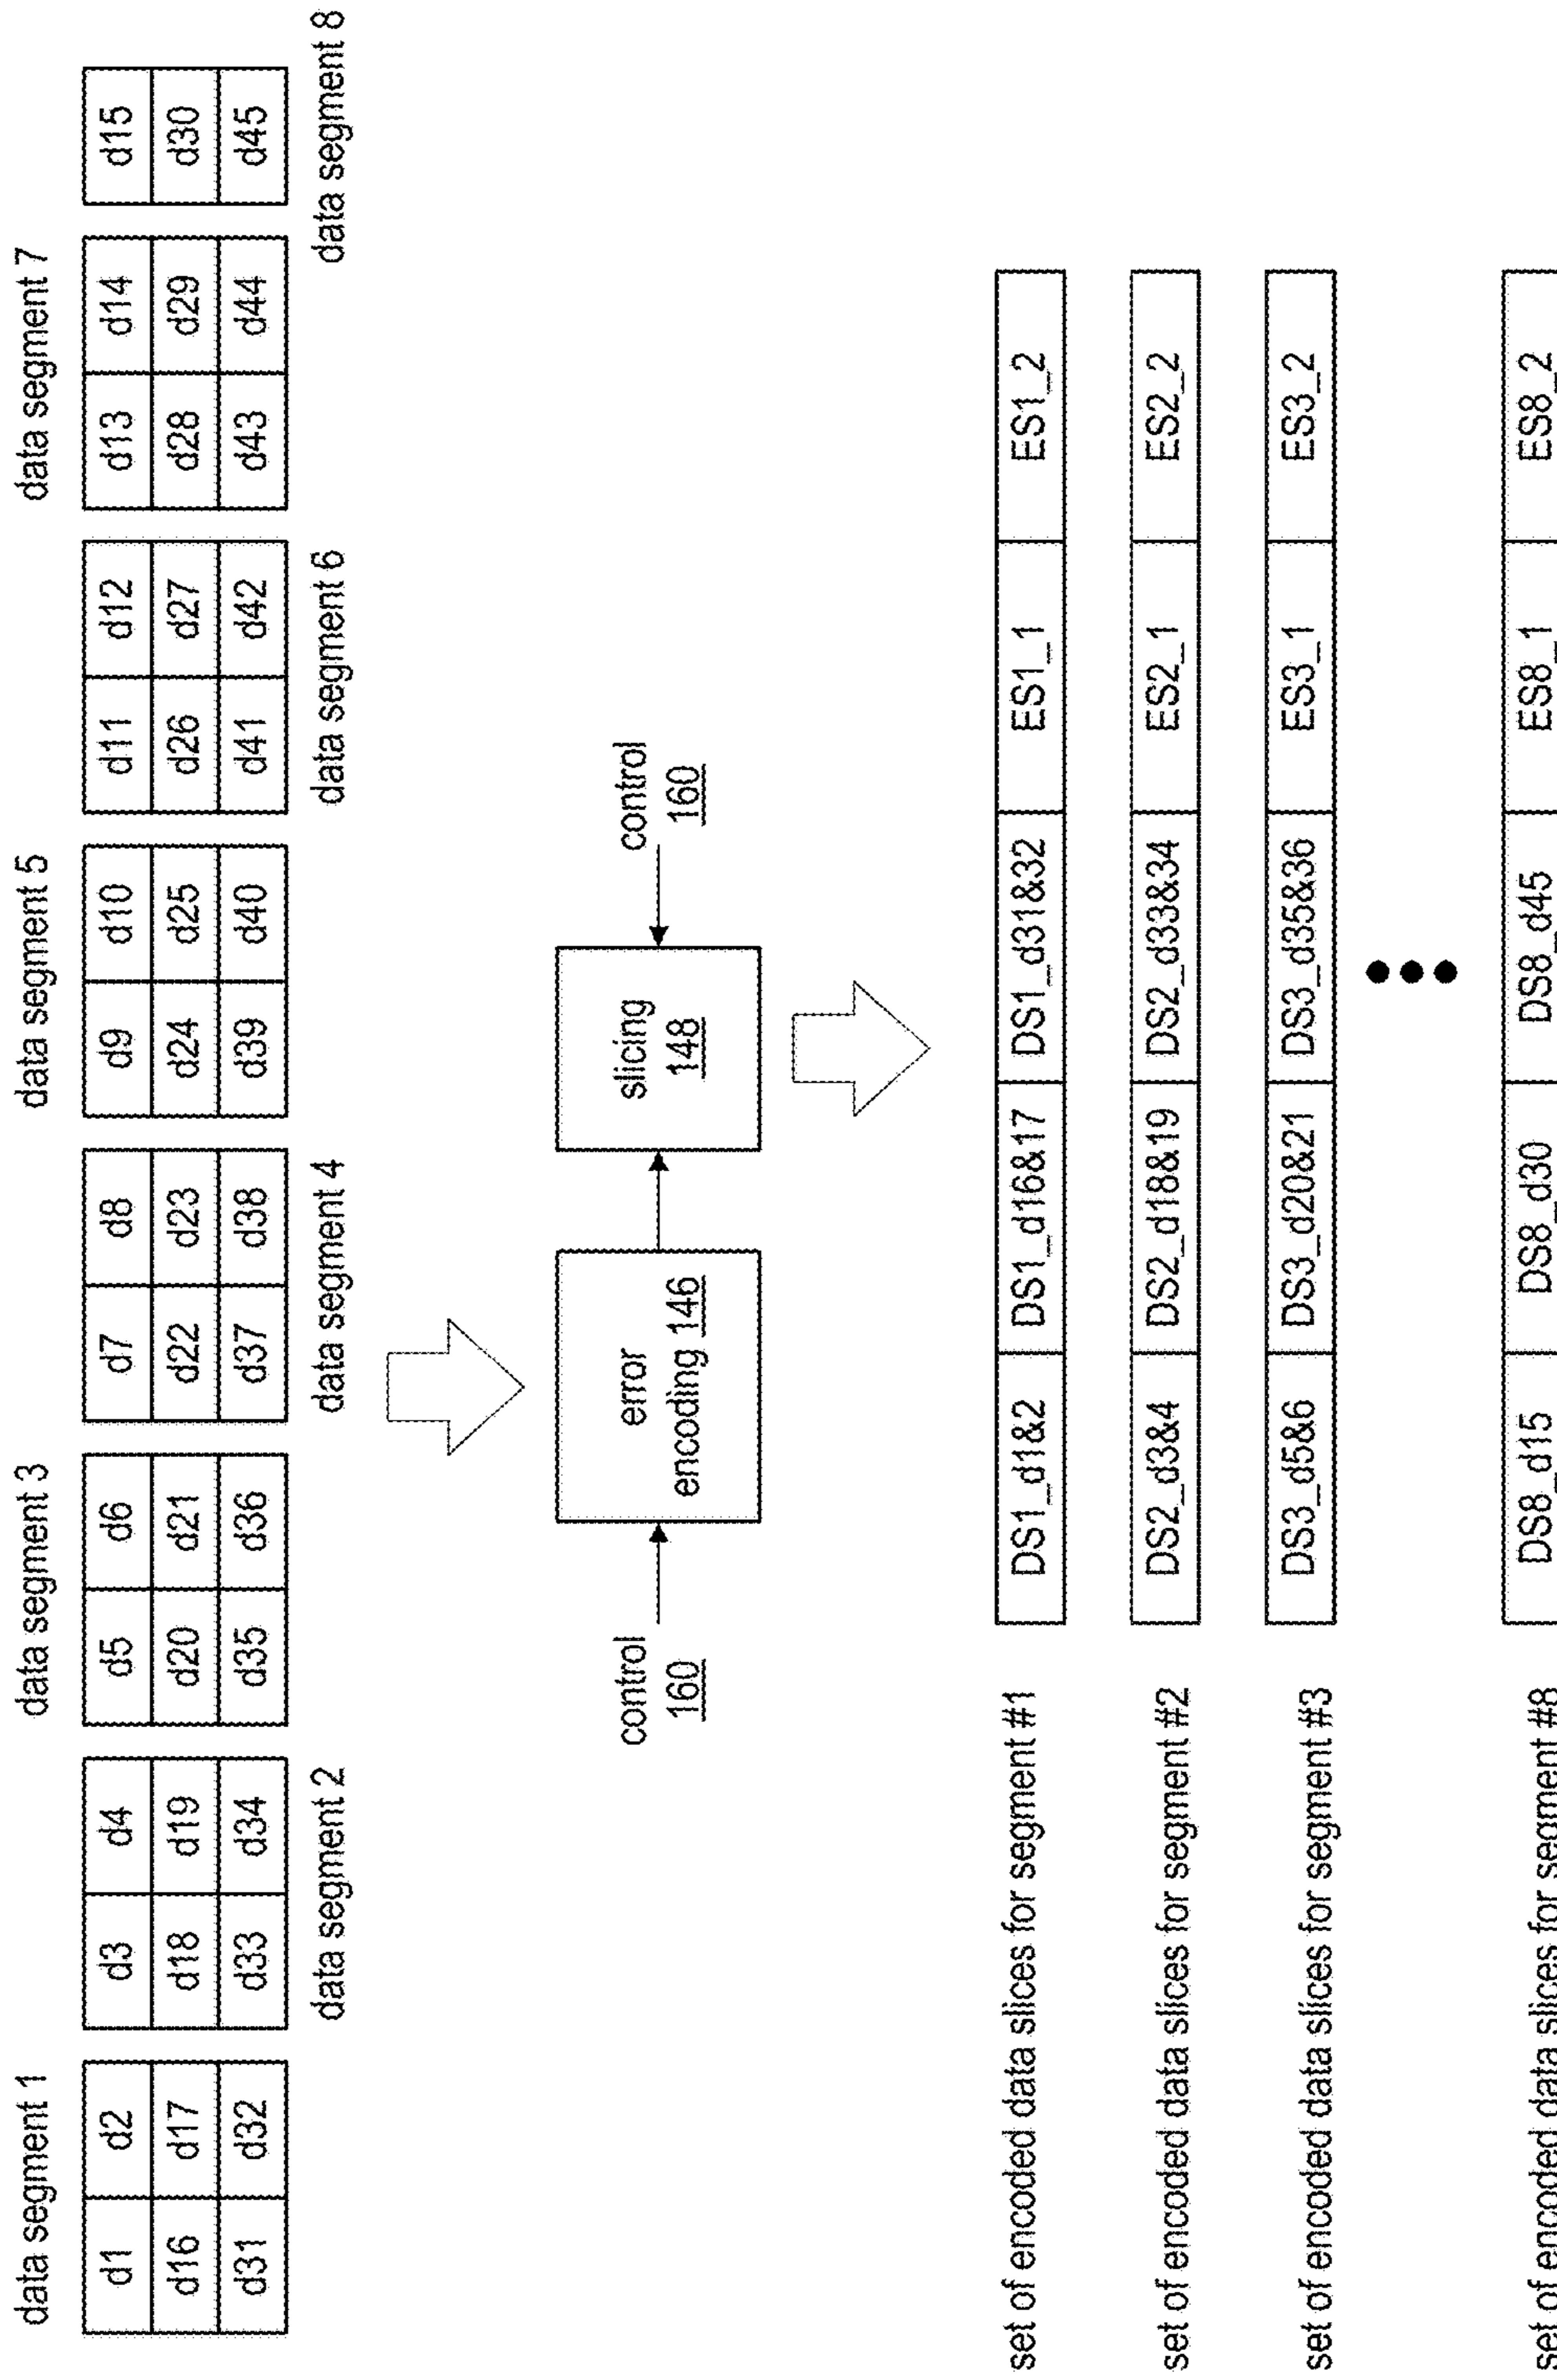 data segment 1
data segment 3
data segment 5
data segment 7
d1 d2 d3 d4 d5 d6 d7 d8 d9 d10 d11 d12 d13 d14 d15
d16 d17 d18 d19 d20 d21 d22 d23 d24 d25 d26 d27 d28 d29 d30
d31 d32 d33 d34 d35 d36 d37 d38 d39 d40 d41 d42 d43 d44 d45
data segment 2
data segment 4
data segment 6
data segment 8
control
160
error
encoding 146
slicing
148
control
160
set of encoded data slices for segment #1 DS1_d1&2 DS1_d16&17 DS1_d31&32 ES1_1 ES1_2
set of encoded data slices for segment #2 DS2_d3&4 DS2_d18&19 DS2_d33&34 ES2_1 ES2_2
set of encoded data slices for segment #3 DS3_d5&6 DS3_d20&21 DS3_d35&36 ES3_1 ES3_2
set of encoded data slices for segment #8 DS8_d15 DS8_d30 DS8_d45 ES8_1 ES8_2